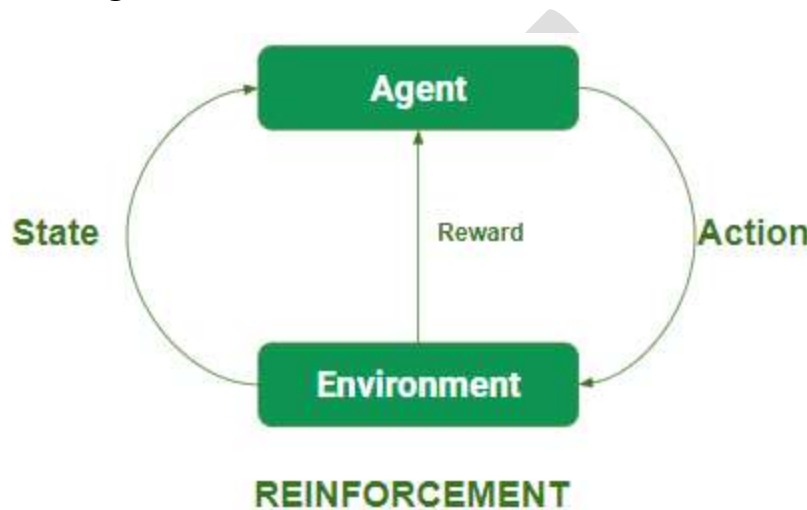 Agent
State
Reward
Action
Environment
REINFORCEMENT